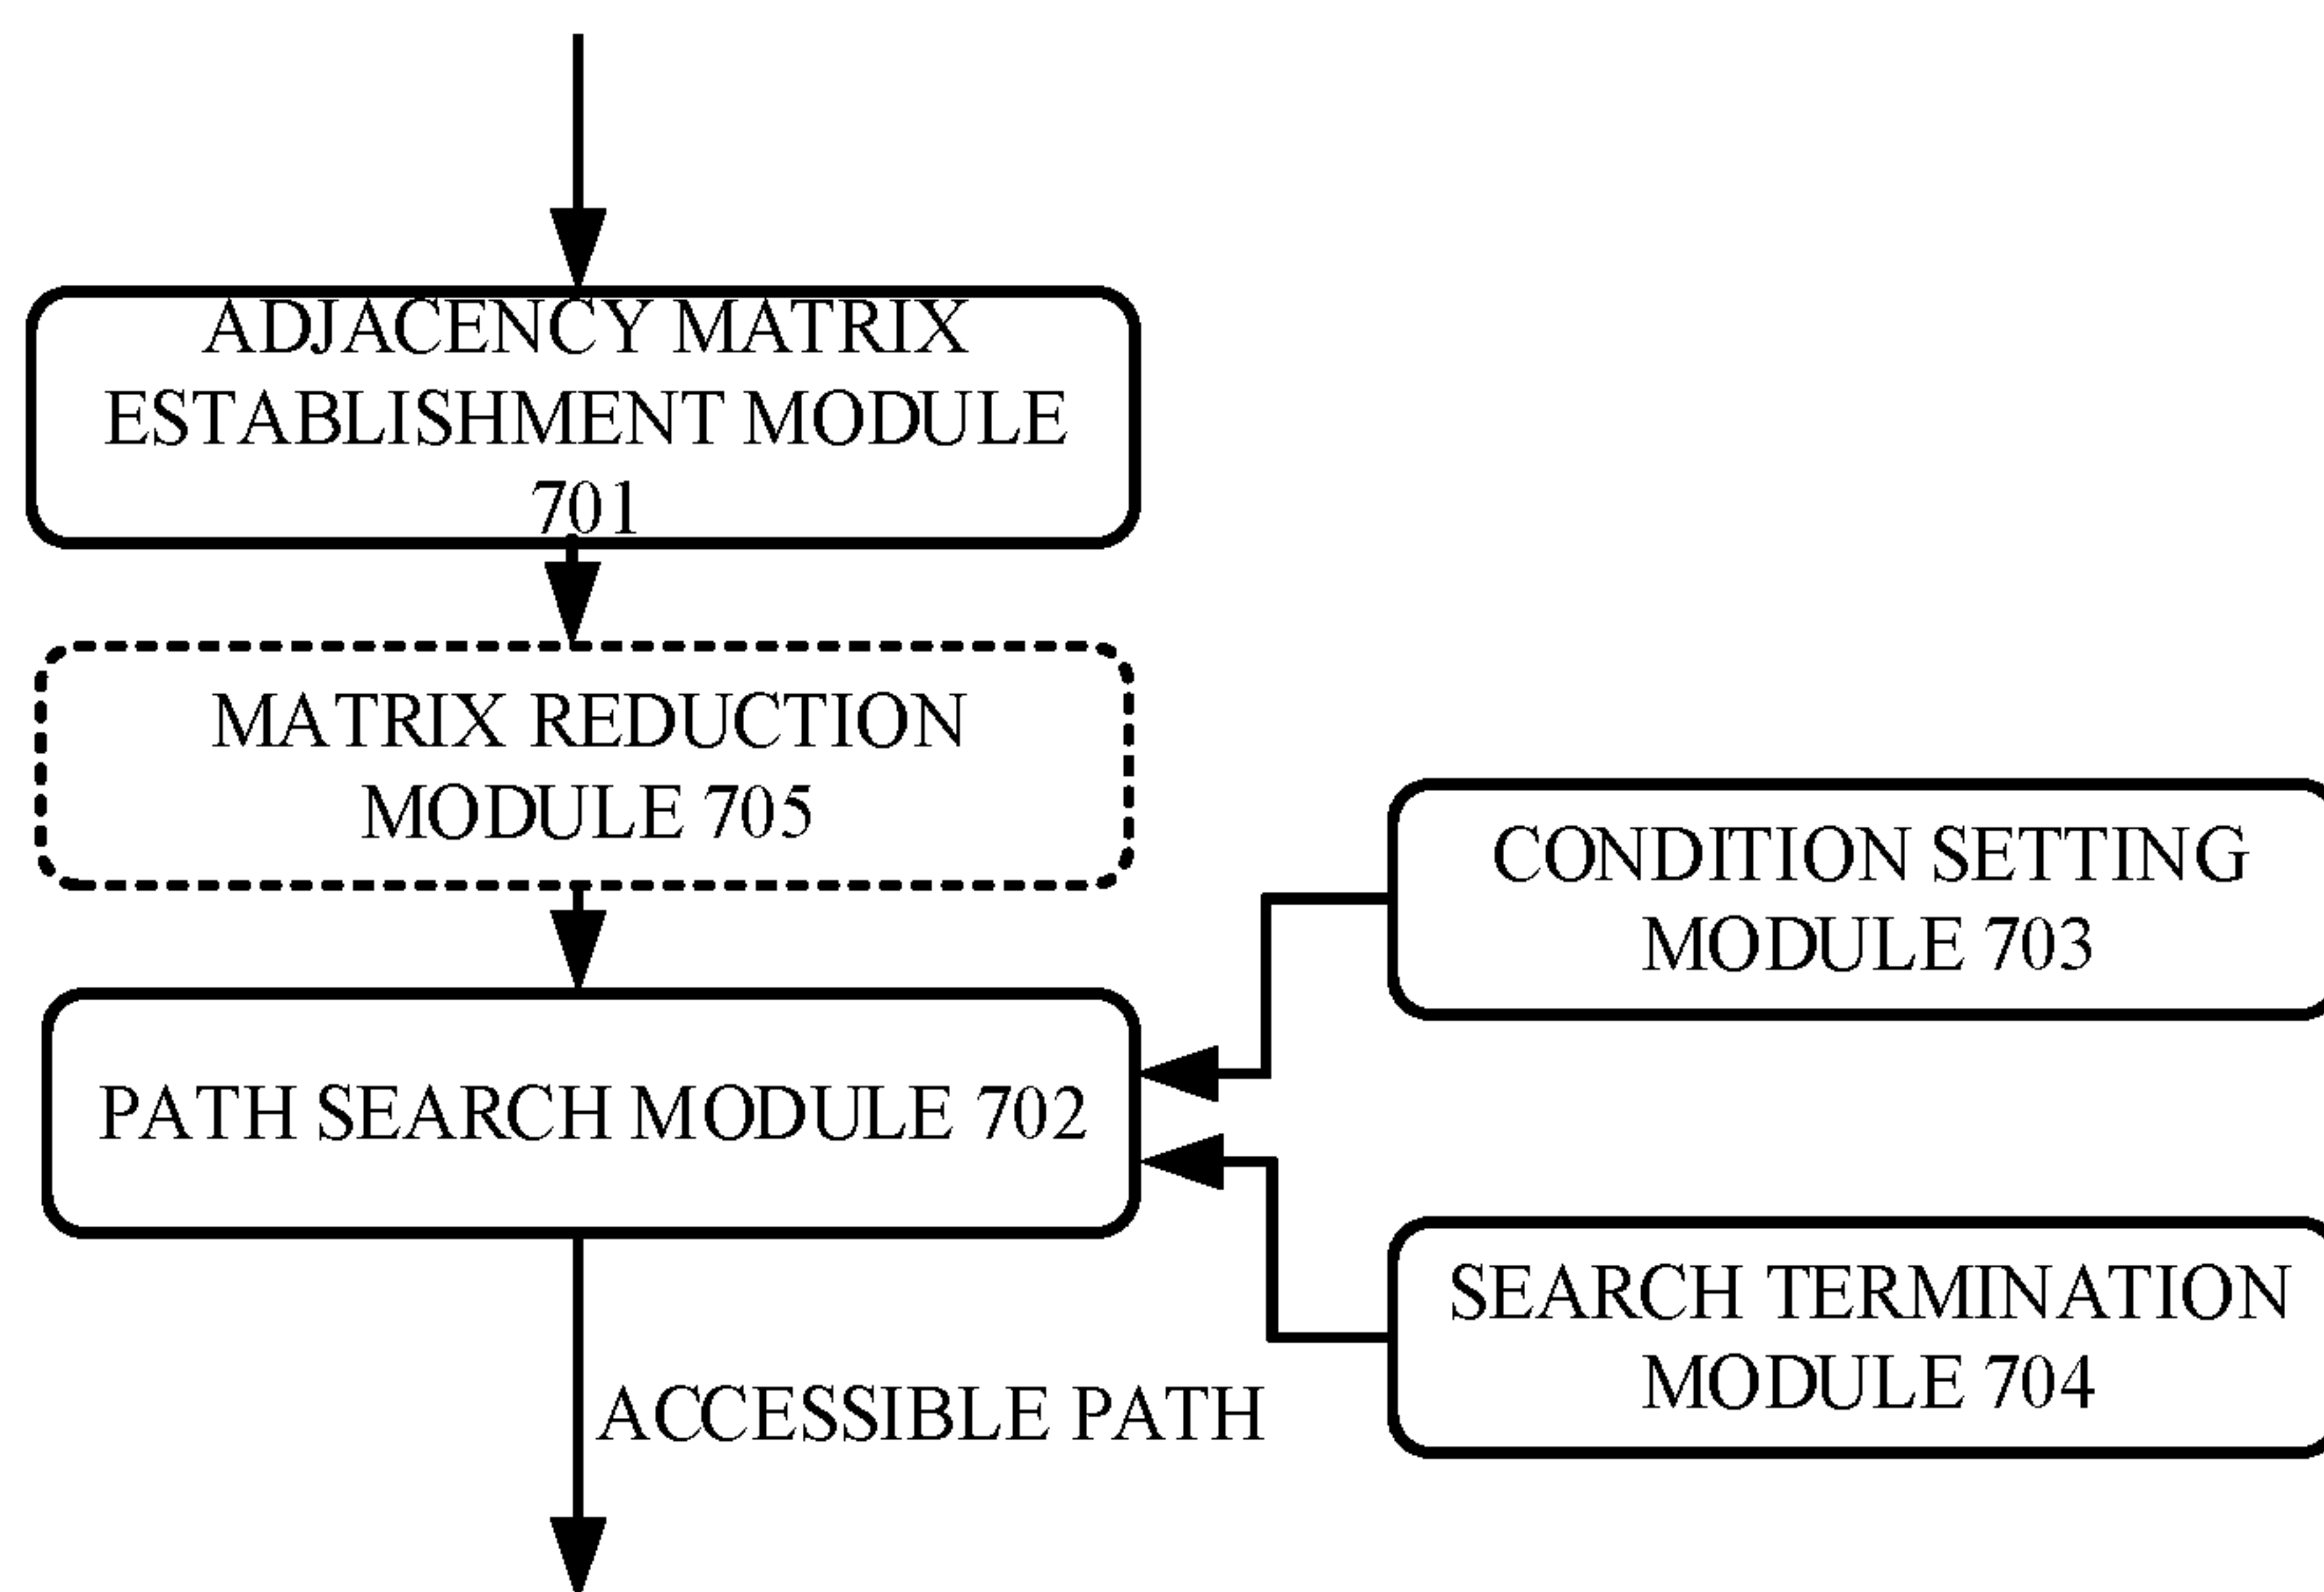 ADJACENCY MATRIX
ESTABLISHMENT MODULE
701
MATRIX REDUCTION
MODULE 705
CONDITION SETTING
MODULE 703
PATH SEARCH MODULE 702
SEARCH TERMINATION
MODULE 704
ACCESSIBLE PATH